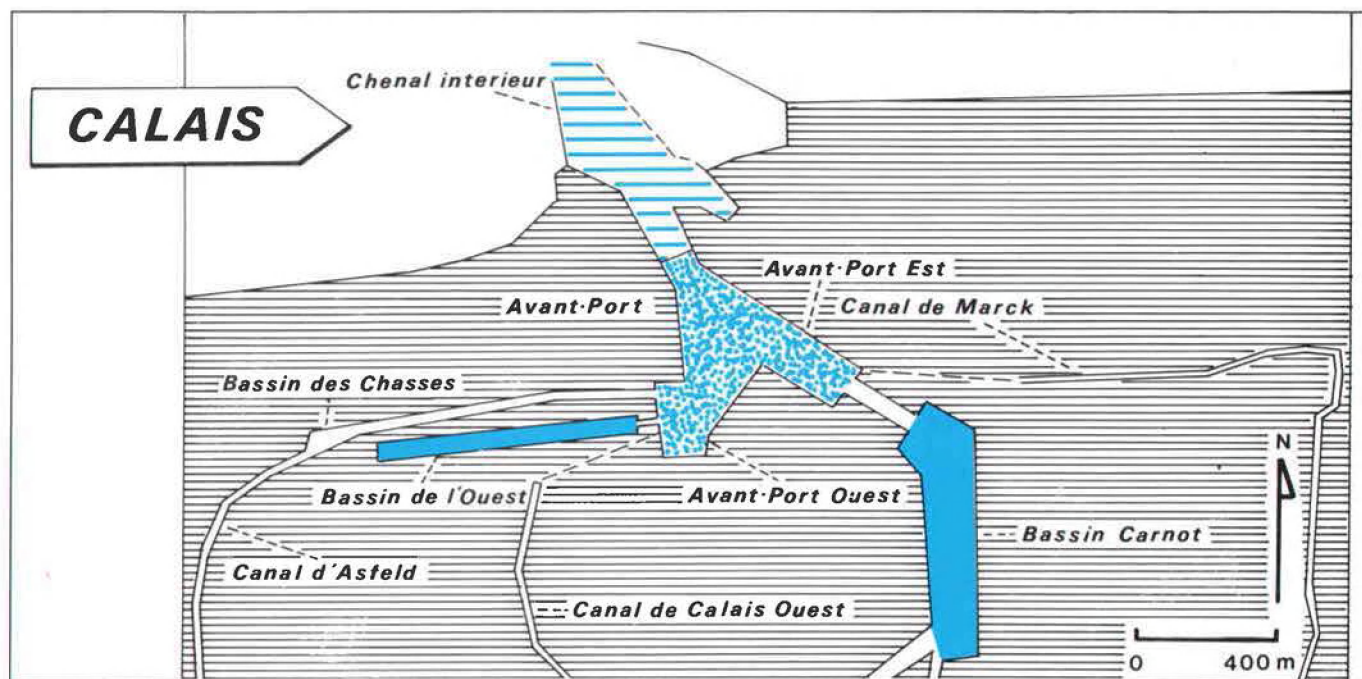 Chenal interieur
CALAIS
Avant-Port Est
Avant-Port
Canal de Marck
Bassin des Chasses
N
Bassin de l'Ouest
Avant-Port Ouest
Bassin Carnot
Canal d'Asfeld
Canal de Calais Ouest
0 400 m